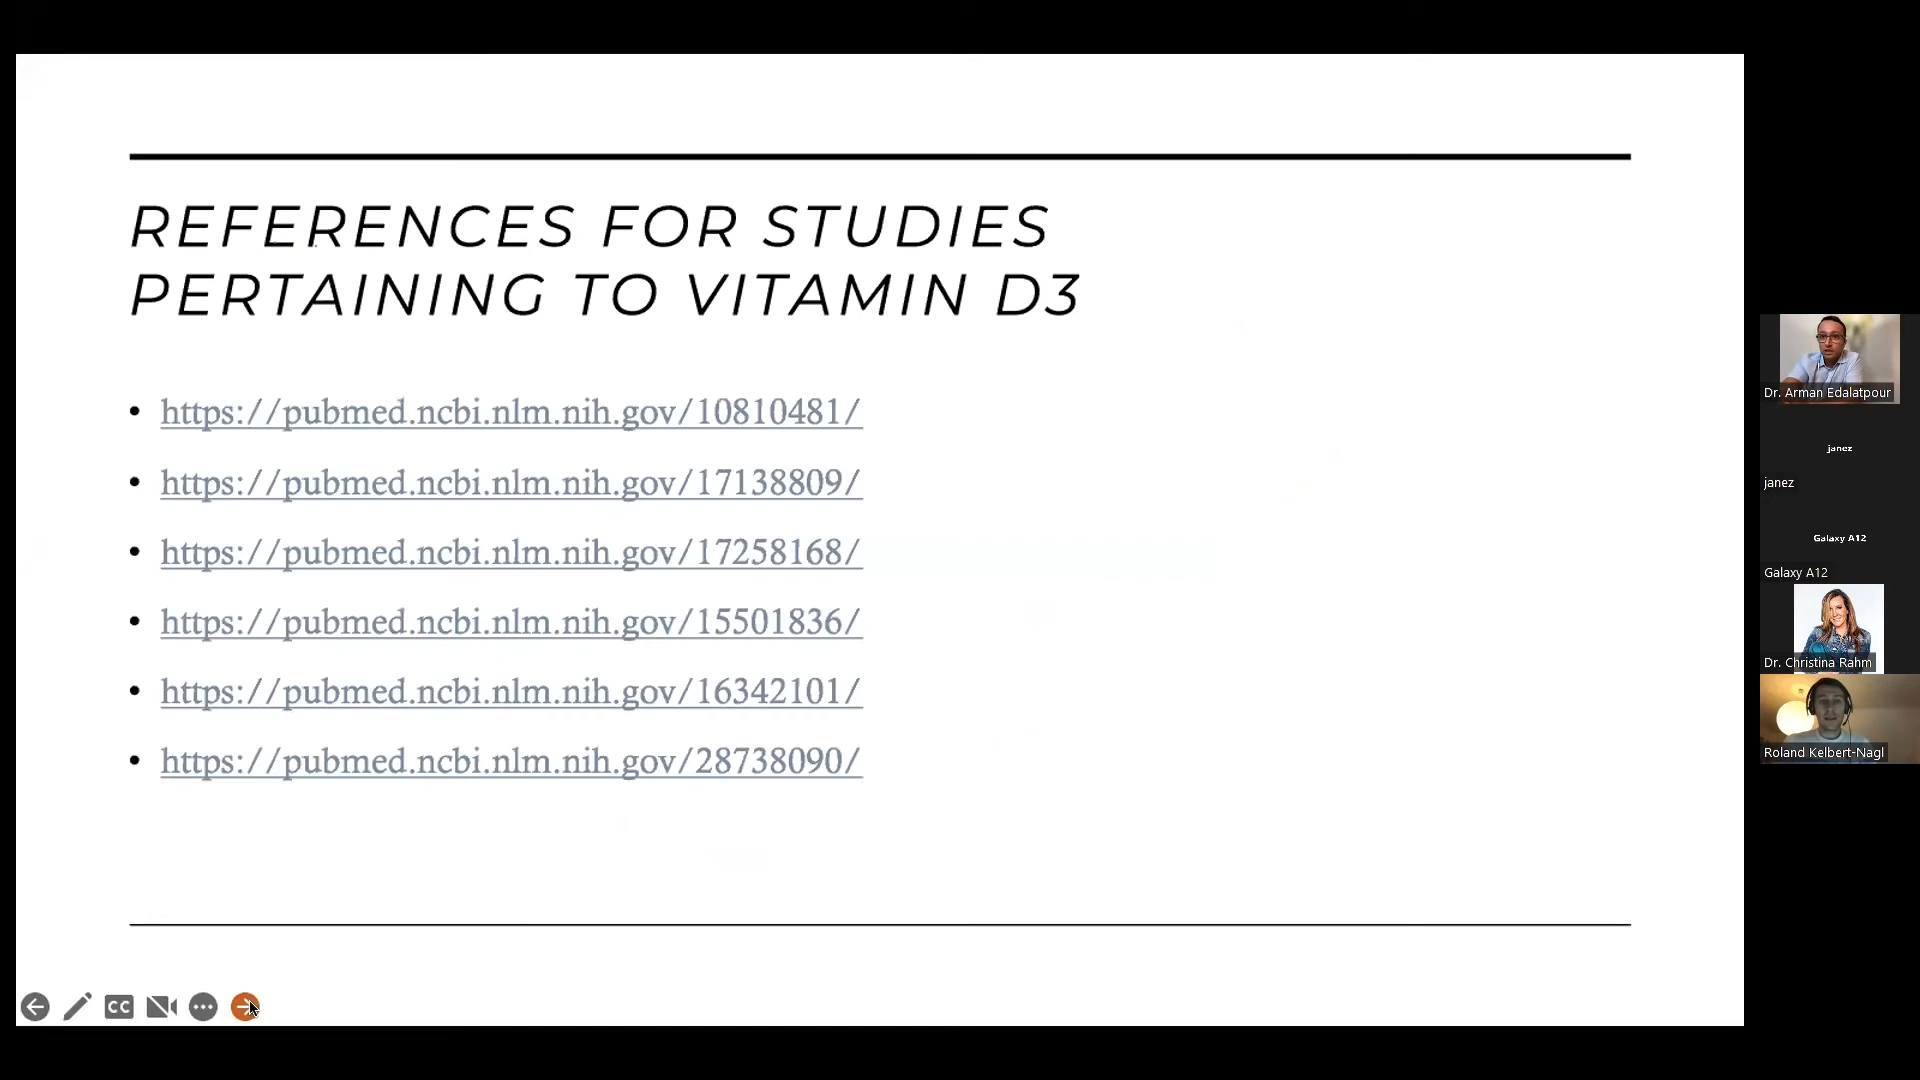 REFERENCES FOR STUDIES
PERTAINING TO VITAMIN D3
• https://pubmed.ncbi.nlm.nih.gov/10810481/
• https://pubmed.ncbi.nlm.nih.gov/17138809/
• https://pubmed.ncbi.nlm.nih.gov/17258168/
• https://pubmed.ncbi.nlm.nih.gov/15501836/
• https://pubmed.ncbi.nlm.nih.gov/16342101/
• https://pubmed.ncbi.nlm.nih.gov/28738090/
CC
Dr. Arman Edalatpour
janez
janez
Galaxy A12
Galaxy A12
Dr. Christina Rahm
Roland Kelbert-Nagl